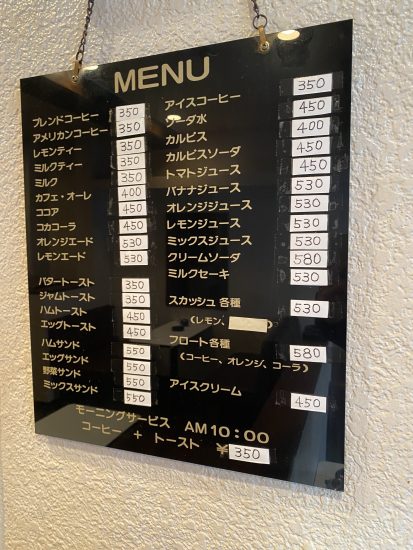 MENU
ブレンドコーヒー 350
アメリカンコーヒー 350
レモンティー 350
ミルクティー 350
ミルク 350
カフェ・オーレ 400
ココア 450
コカコーラ 450
オレンジエード 530
レモンエード 530
バタートースト 350
ジャムトースト 350
ハムトースト 450
エッグトースト 450
ハムサンド 550
エッグサンド 550
野菜サンド 550
ミックスサンド 550
アイスコーヒー 350
ソーダ水 450
カルピス 400
カルピスソーダ 450
トマトジュース 450
バナナジュース 530
オレンジジュース 530
レモンジュース 530
ミックスジュース 530
クリームソーダ 580
ミルクセーキ 530
スカッシュ 各種 530
(レモン、
フロート各種 580
(コーヒー、オレンジ、コーラ)
アイスクリーム 450
モーニングサービス AM10:00
コーヒー + トースト ¥350